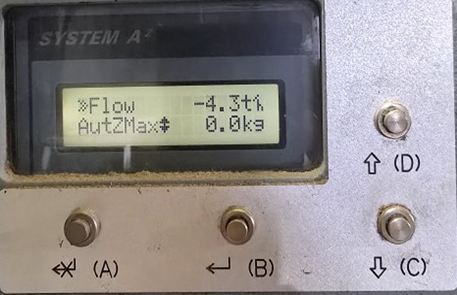 SYSTEM A²
»Flow -4.3t/h
AutZMax 0.0kg
(D)
(A) (B) (C)